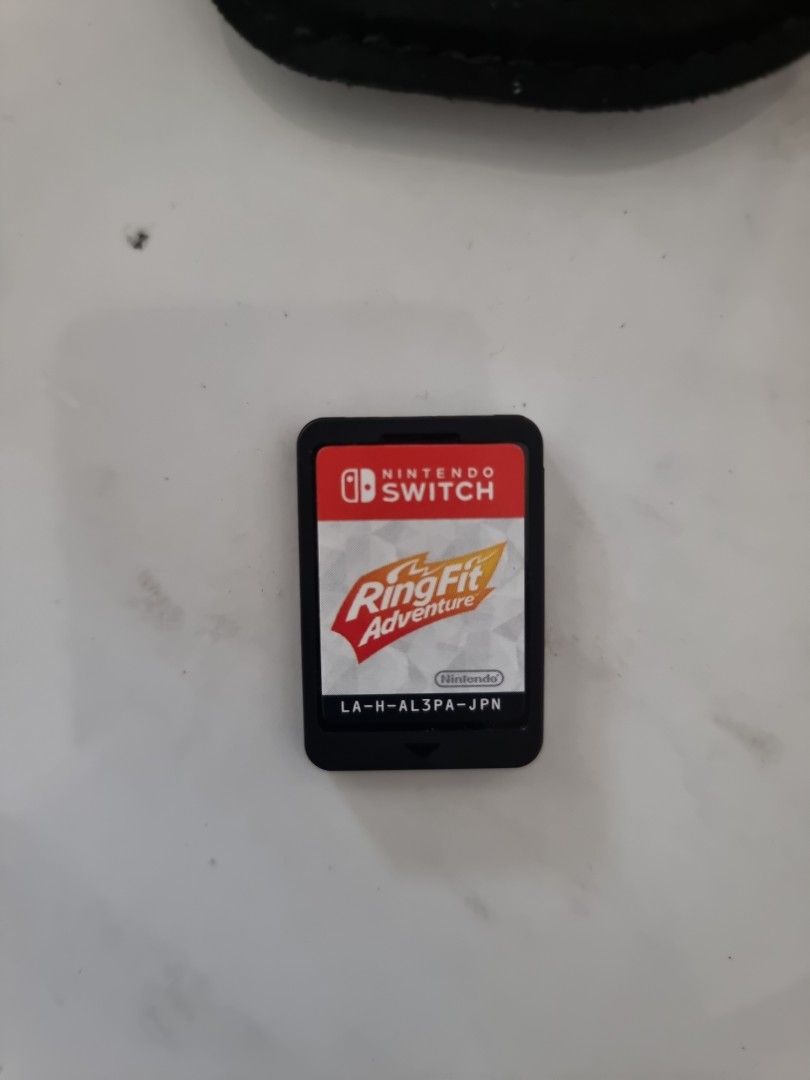 NINTENDO
SWITCH
RingFit
Adventure
Nintendo
LA-H-AL3PA-JPN